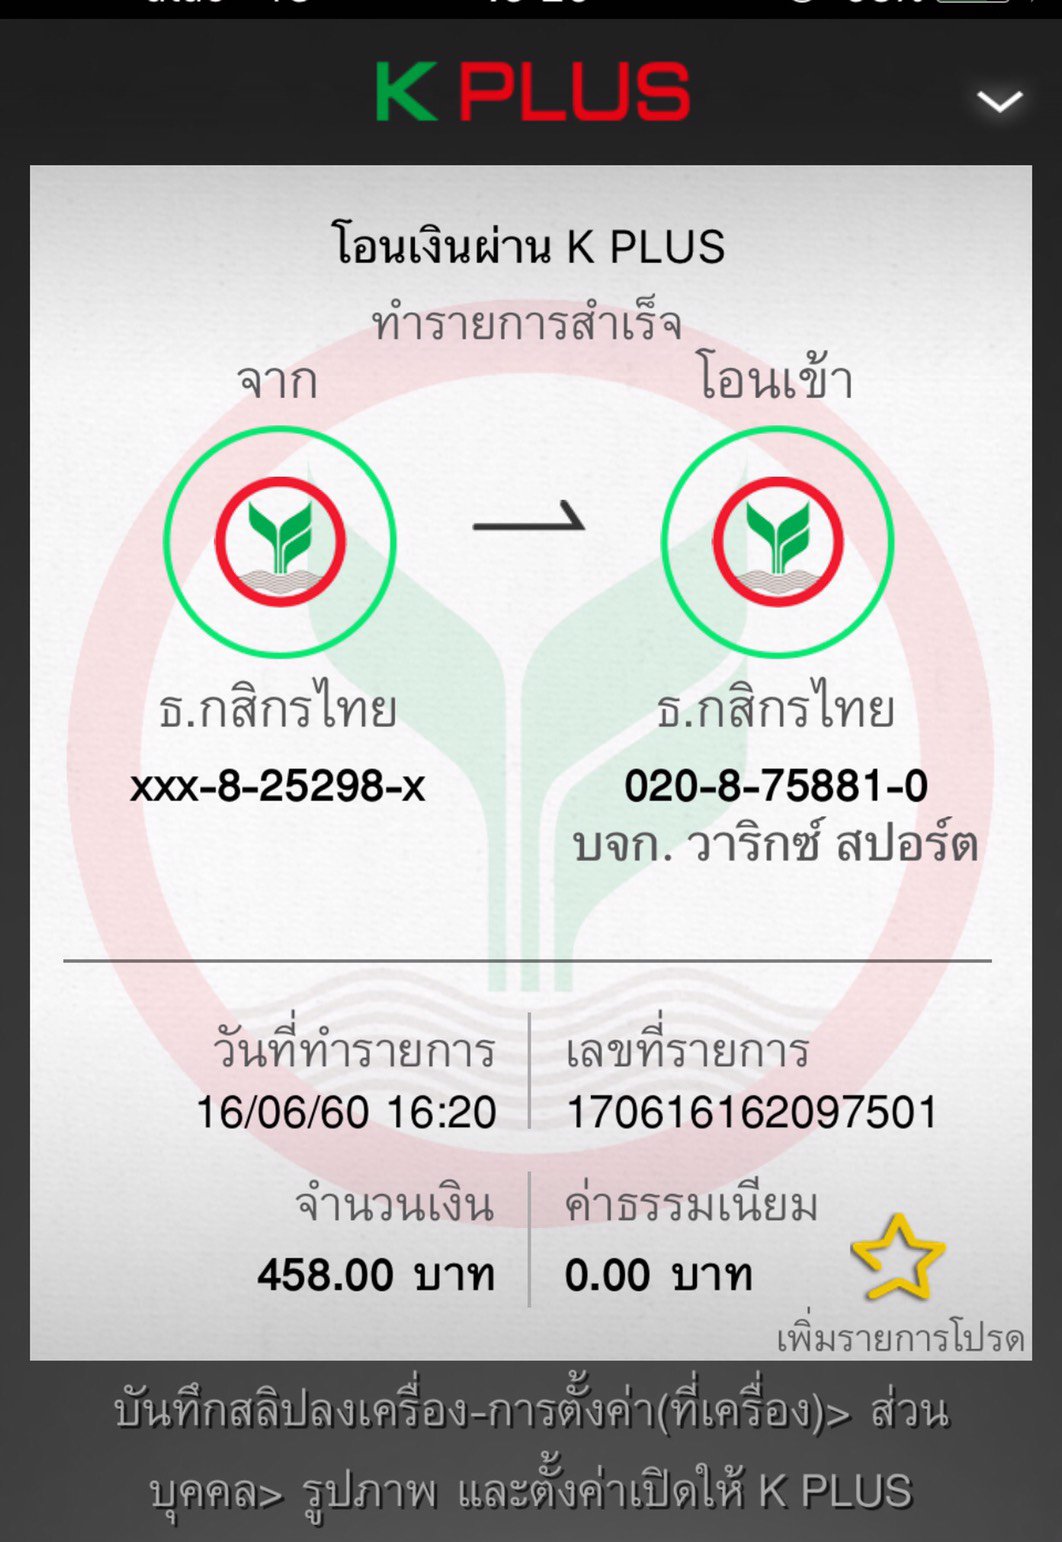 K PLUS
โอนเงินผ่าน K PLUS
ทำรายการสำเร็จ
จาก
โอนเข้า
ธ.กสิกรไทย
ธ.กสิกรไทย
xxx-8-25298-x
020-8-75881-0
บจก. วาริกซ์ สปอร์ต
วันที่ทำรายการ
เลขที่รายการ
16/06/60 16:20
170616162097501
จำนวนเงิน
ค่าธรรมเนียม
458.00 บาท
0.00 บาท
เพิ่มรายการโปรด
บันทึกสลิปลงเครื่อง-การตั้งค่า(ที่เครื่อง)> ส่วน
บุคคล> รูปภาพ และตั้งค่าเปิดให้ K PLUS